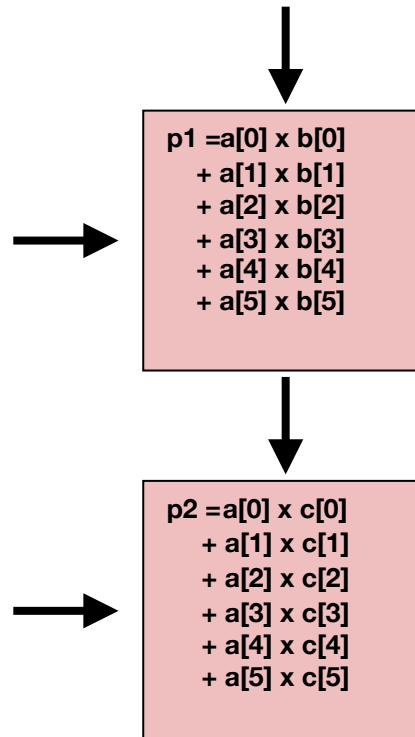 p1 =a[0] x b[0]
+ a[1] x b[1]
+ a[2] x b[2]
+ a[3] x b[3]
+ a[4] x b[4]
+ a[5] x b[5]
p2 =a[0] x c[0]
+ a[1] x c[1]
+ a[2] x c[2]
+ a[3] x c[3]
+ a[4] x c[4]
+ a[5] x c[5]